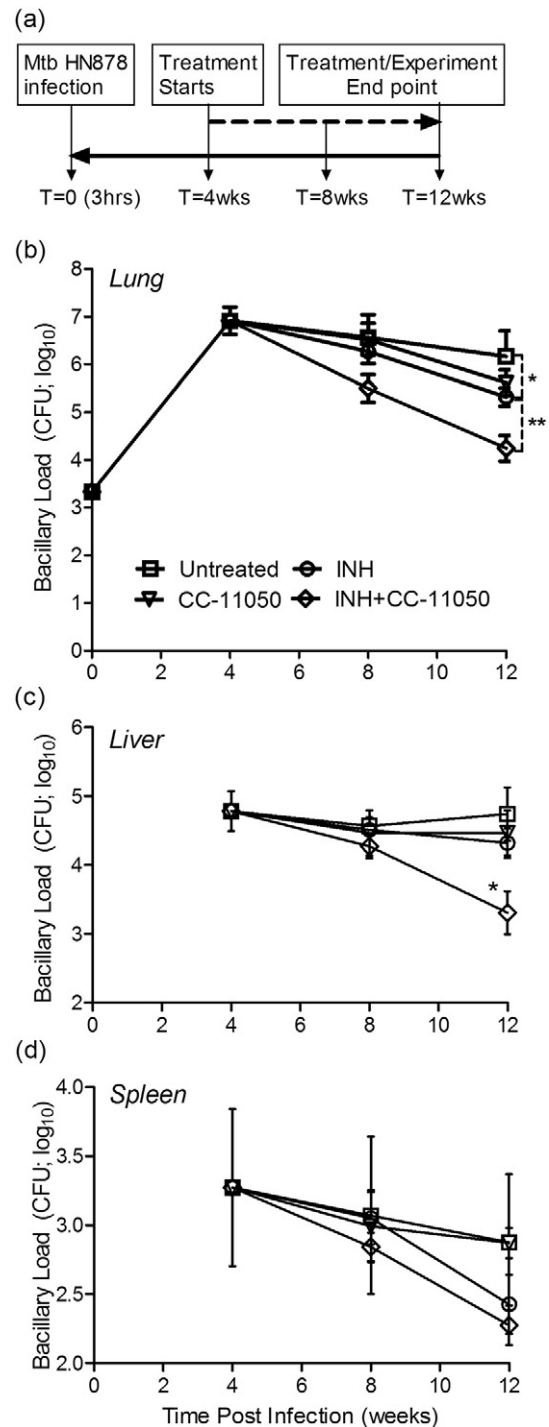 (a)
Mtb HN878 infection
Treatment Starts
Treatment/Experiment End point
T=0 (3hrs) T=4wks T=8wks T=12wks
(b)
Lung
Bacillary Load (CFU; log10)
8
7
6
5
4
3
2
1
0
*
**
Untreated INH
CC-11050 INH+CC-11050
0 2 4 6 8 10 12
(c)
Liver
Bacillary Load (CFU; log10)
6
5
4
3
2
*
0 2 4 6 8 10 12
(d)
Spleen
Bacillary Load (CFU; log10)
4.0
3.5
3.0
2.5
2.0
0 2 4 6 8 10 12
Time Post Infection (weeks)